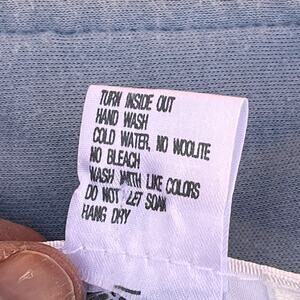 TURN INSIDE OUT
HAND WASH
COLD WATER, NO WOOLITE
NO BLEACH
WASH WITH LIKE COLORS
DO NOT LET SOAK
HANG DRY